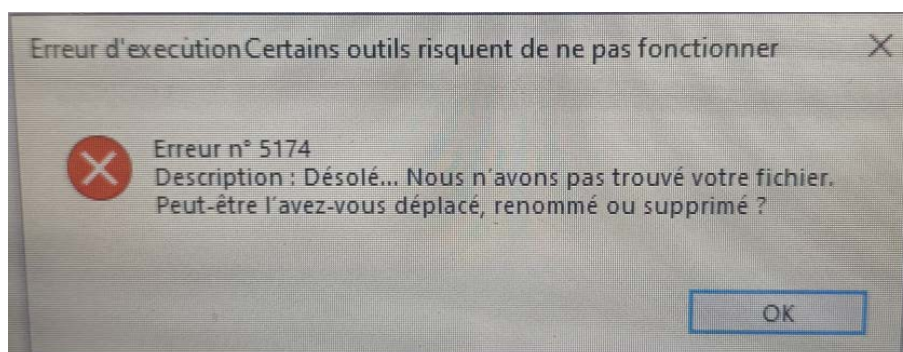 Erreur d'execution Certains outils risquent de ne pas fonctionner
Erreur n° 5174
Description : Désolé... Nous n'avons pas trouvé votre fichier.
Peut-être l'avez-vous déplacé, renommé ou supprimé ?
OK